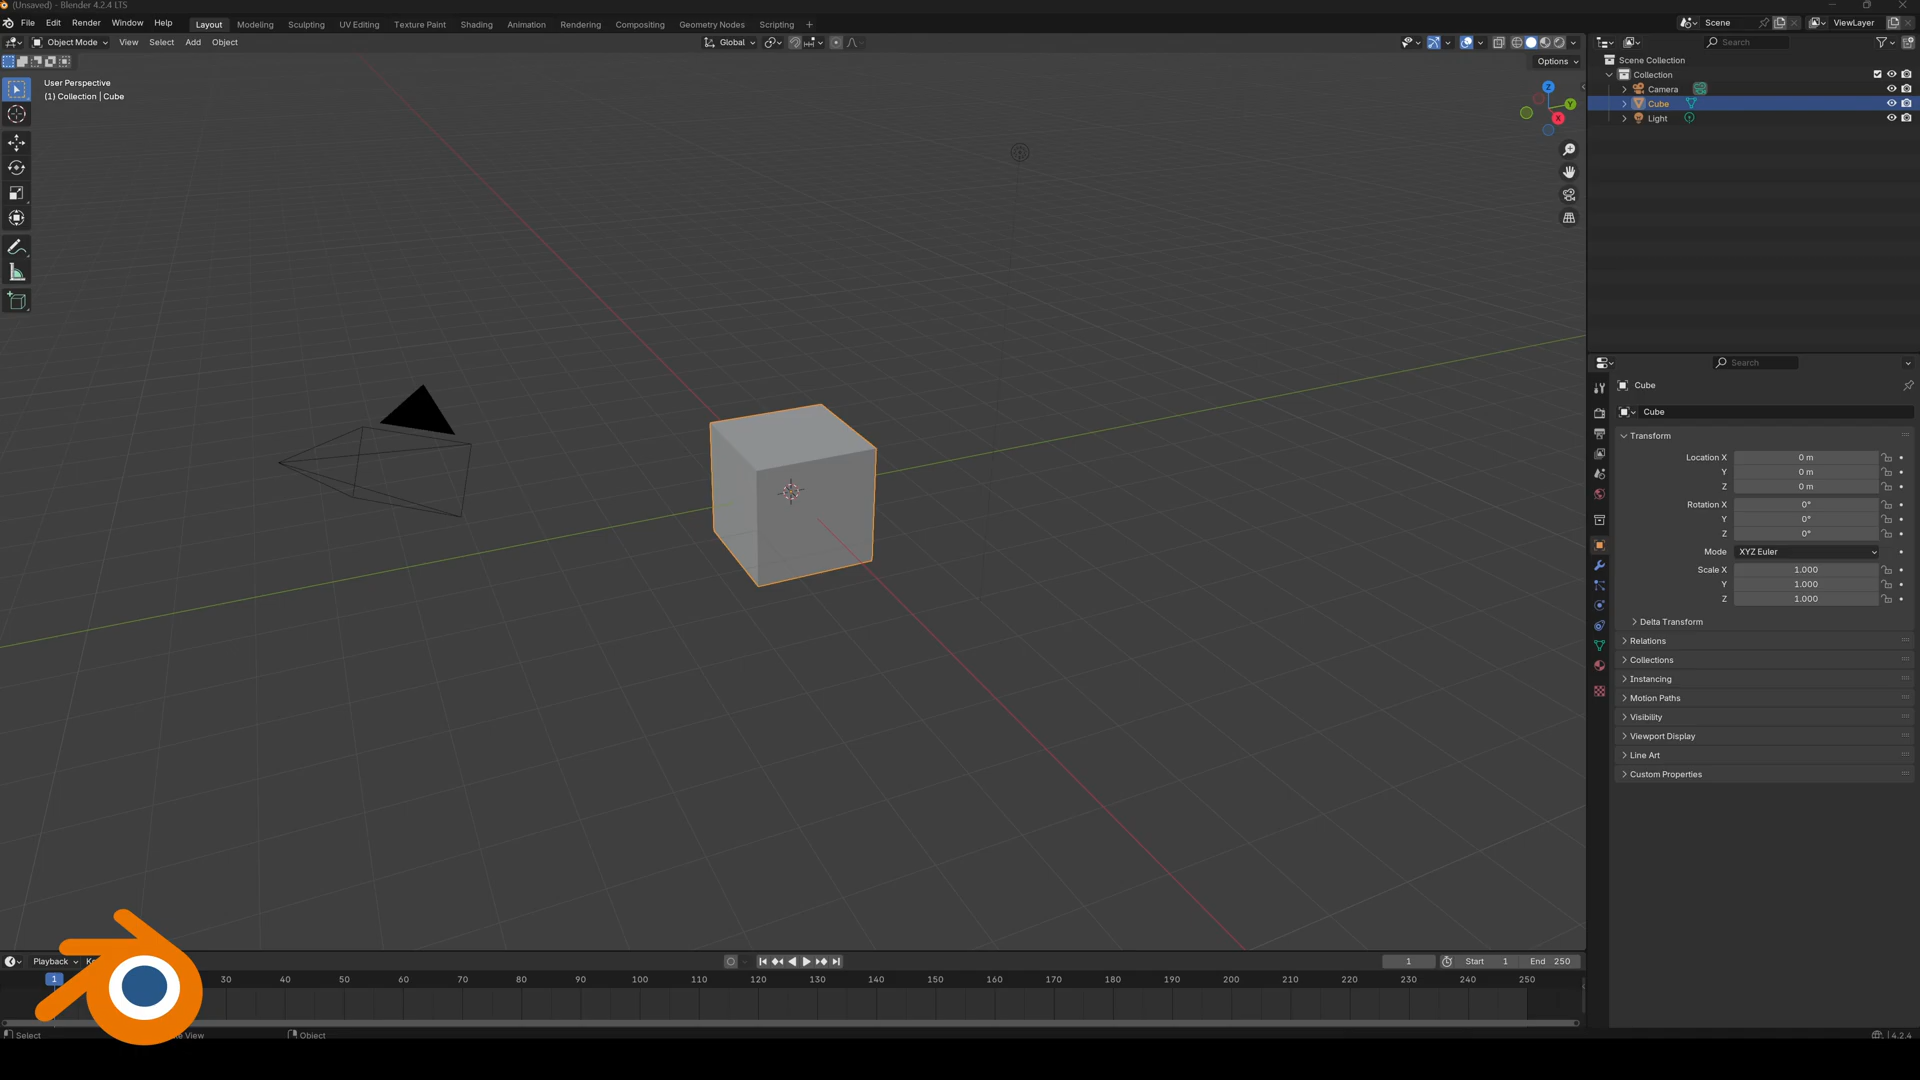 (Unsaved) - Blender 4.2.4 LTS
File Edit Render Window Help Layout Modeling Sculpting UV Editing Texture Paint Shading Animation Rendering Compositing Geometry Nodes Scripting + Scene ViewLayer
Object Mode View Select Add Object Global Search
Options
User Perspective
(1) Collection | Cube
Z
Y
X
Scene Collection
Collection
Camera
Cube
Light
Search
Cube
Cube
Transform
Location X 0 m
Y 0 m
Z 0 m
Rotation X 0°
Y 0°
Z 0°
Mode XYZ Euler
Scale X 1.000
Y 1.000
Z 1.000
Delta Transform
Relations
Collections
Instancing
Motion Paths
Visibility
Viewport Display
Line Art
Custom Properties
Playback 1 Start 1 End 250
1 30 40 50 60 70 80 90 100 110 120 130 140 150 160 170 180 190 200 210 220 230 240 250
Select View Object 4.2.4